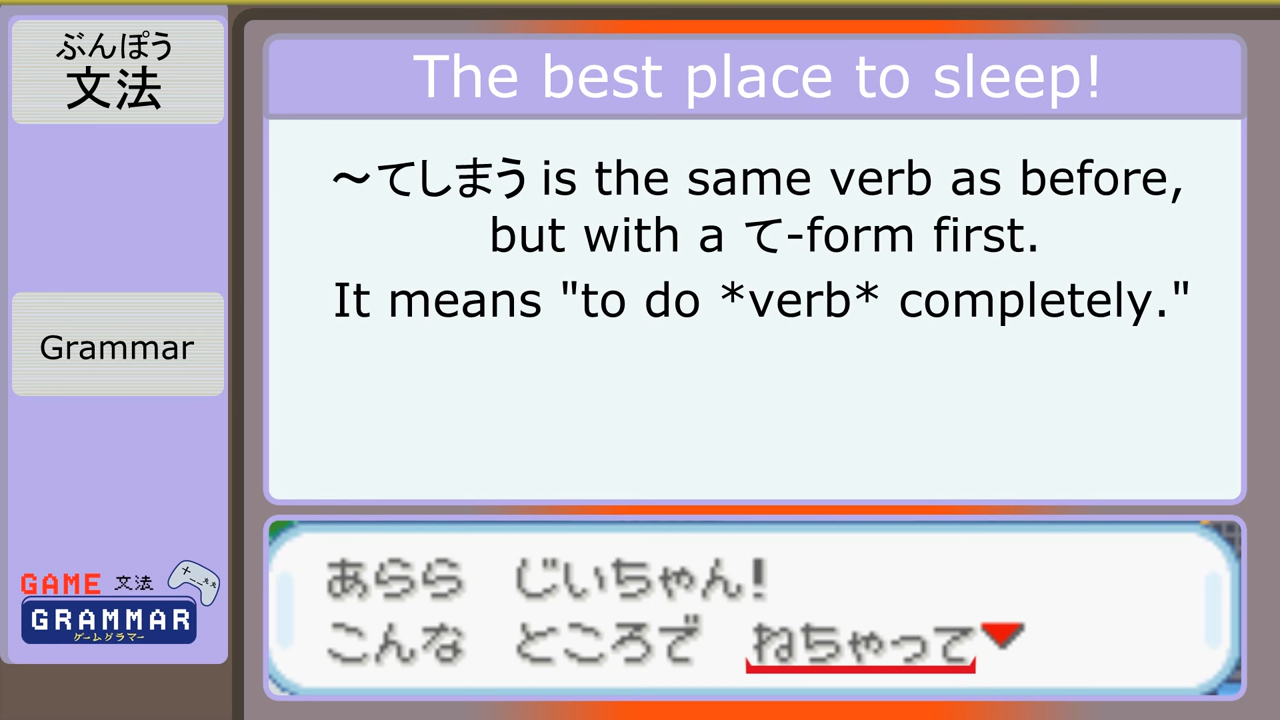 ぶんぽう
文法
Grammar
GAME 文法
GRAMMAR
ゲームグラマー
The best place to sleep!
～てしまう is the same verb as before,
but with a て-form first.
It means "to do *verb* completely."
あらら じいちゃん!
こんな ところで ねちゃって